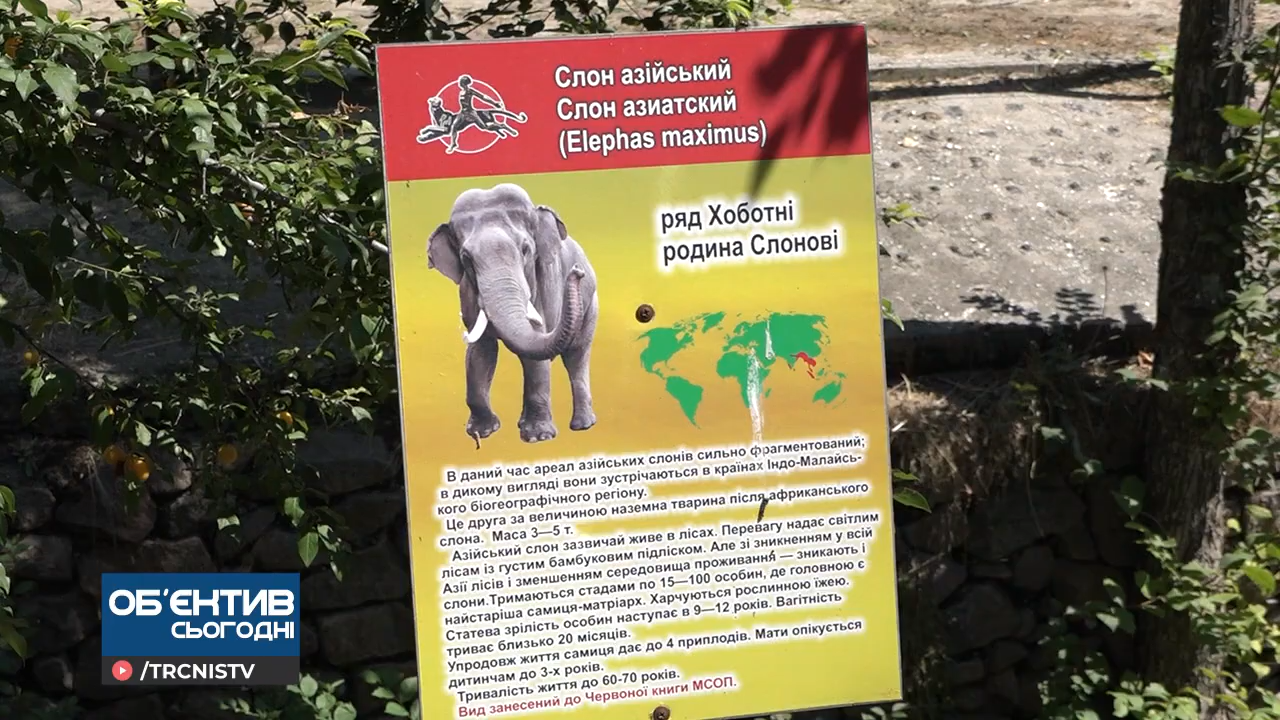 Слон азійський
Слон азиатский
(Elephas maximus)
ряд Хоботні
родина Слонові
В даний час ареал азійських слонів сильно фрагментований;
в дикому вигляді вони зустрічаються в країнах Індо-Малайсь-
кого біогеографічного регіону.
Це друга за величиною наземна тварина після африканського
слона. Маса 3—5 т.
Азійський слон зазвичай живе в лісах. Перевагу надає світлим
лісам із густим бамбуковим підліском. Але зі зникненням у всій
Азії лісів і зменшенням середовища проживання — зникають і
слони.Тримаються стадами по 15—100 особин, де головною є
найстаріша самиця-матріарх. Харчуються рослинною їжею.
Статева зрілість особин наступає в 9—12 років. Вагітність
триває близько 20 місяців.
Упродовж життя самиця дає до 4 приплодів. Мати опікується
дитинчам до 3-х років.
Тривалість життя до 60-70 років.
Вид занесений до Червоної книги МСОП.
ОБ'ЄКТИВ
СЬОГОДНІ
/TRCNISTV